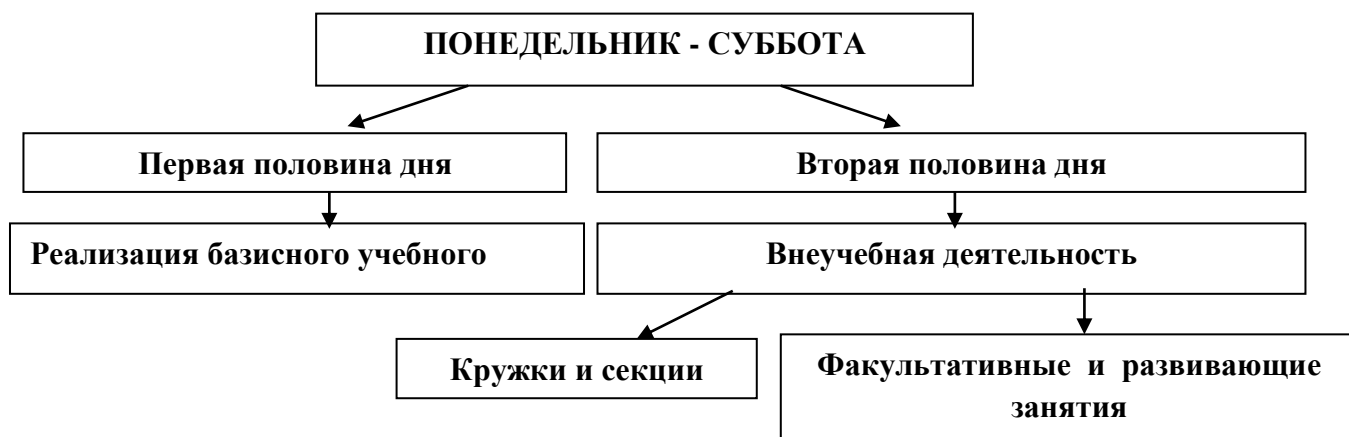 ПОНЕДЕЛЬНИК - СУББОТА
Первая половина дня
Вторая половина дня
Реализация базисного учебного
Внеучебная деятельность
Кружки и секции
Факультативные и развивающие
занятия